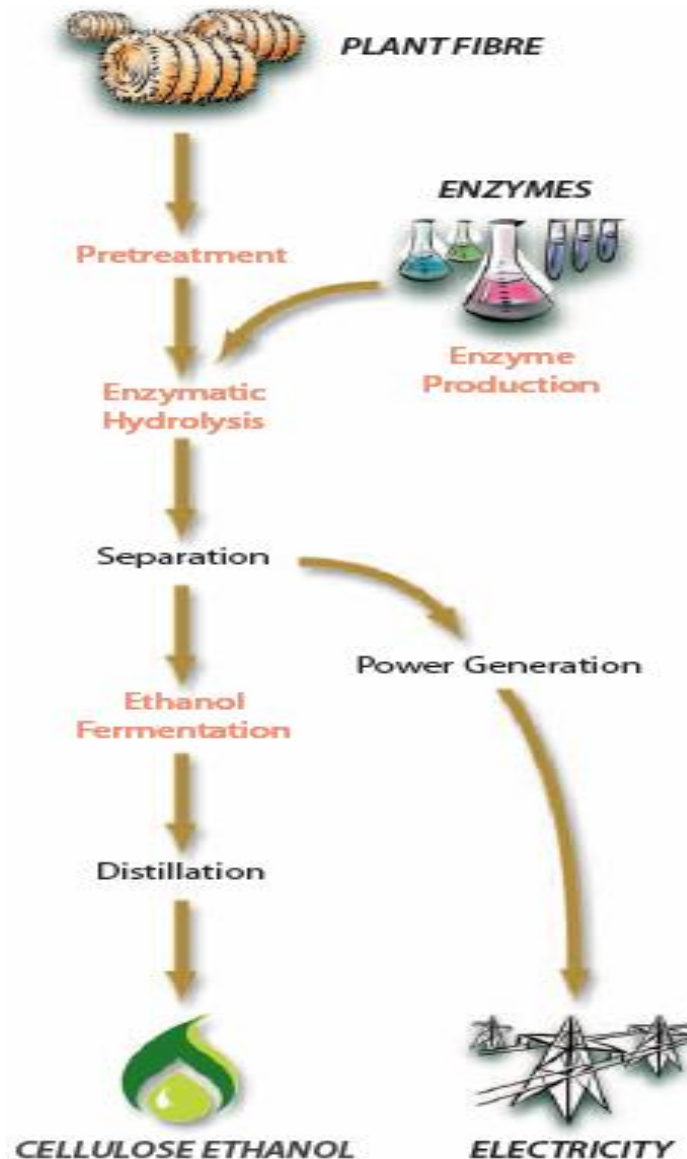 PLANT FIBRE
ENZYMES
Pretreatment
Enzyme
Production
Enzymatic
Hydrolysis
Separation
Power Generation
Ethanol
Fermentation
Distillation
CELLULOSE ETHANOL
ELECTRICITY